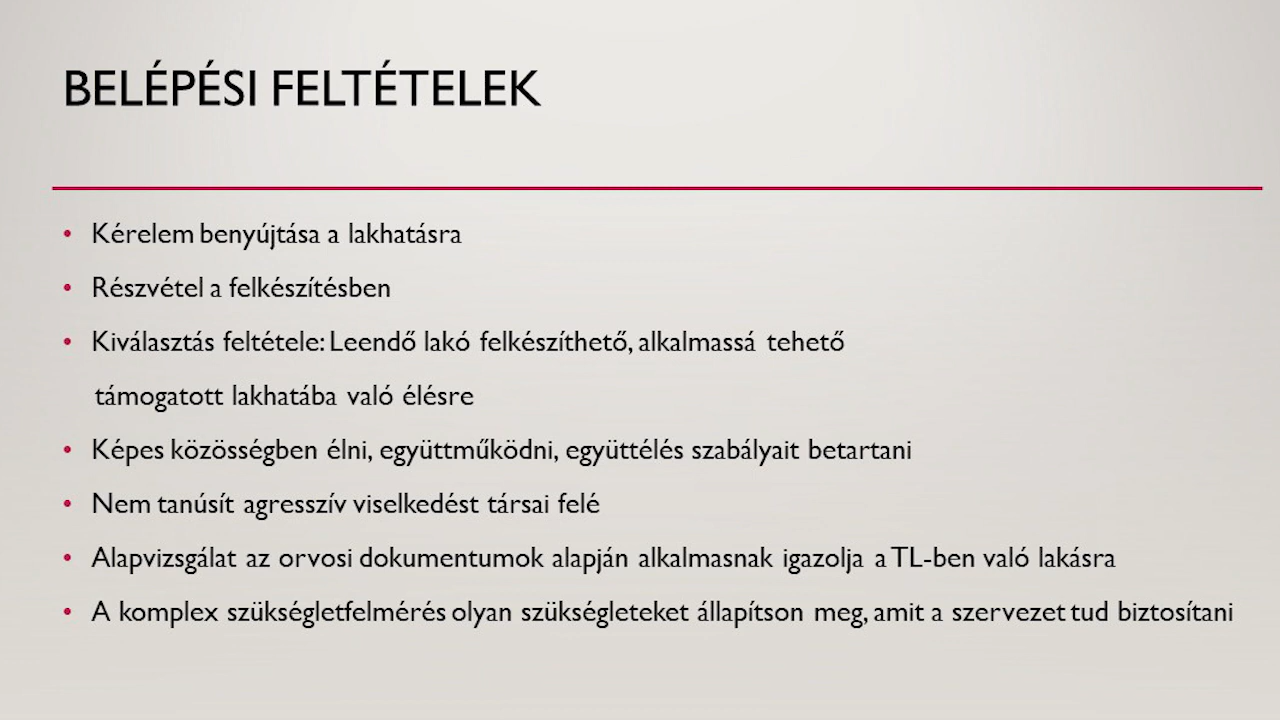 BELÉPÉSI FELTÉTELEK
• Kérelem benyújtása a lakhatásra
• Részvétel a felkészítésben
• Kiválasztás feltétele: Leendő lakó felkészíthető, alkalmassá tehető
támogatott lakhatába való élésre
• Képes közösségben élni, együttműködni, együttélés szabályait betartani
• Nem tanúsít agresszív viselkedést társai felé
• Alapvizsgálat az orvosi dokumentumok alapján alkalmasnak igazolja a TL-ben való lakásra
• A komplex szükségletfelmérés olyan szükségleteket állapítson meg, amit a szervezet tud biztosítani